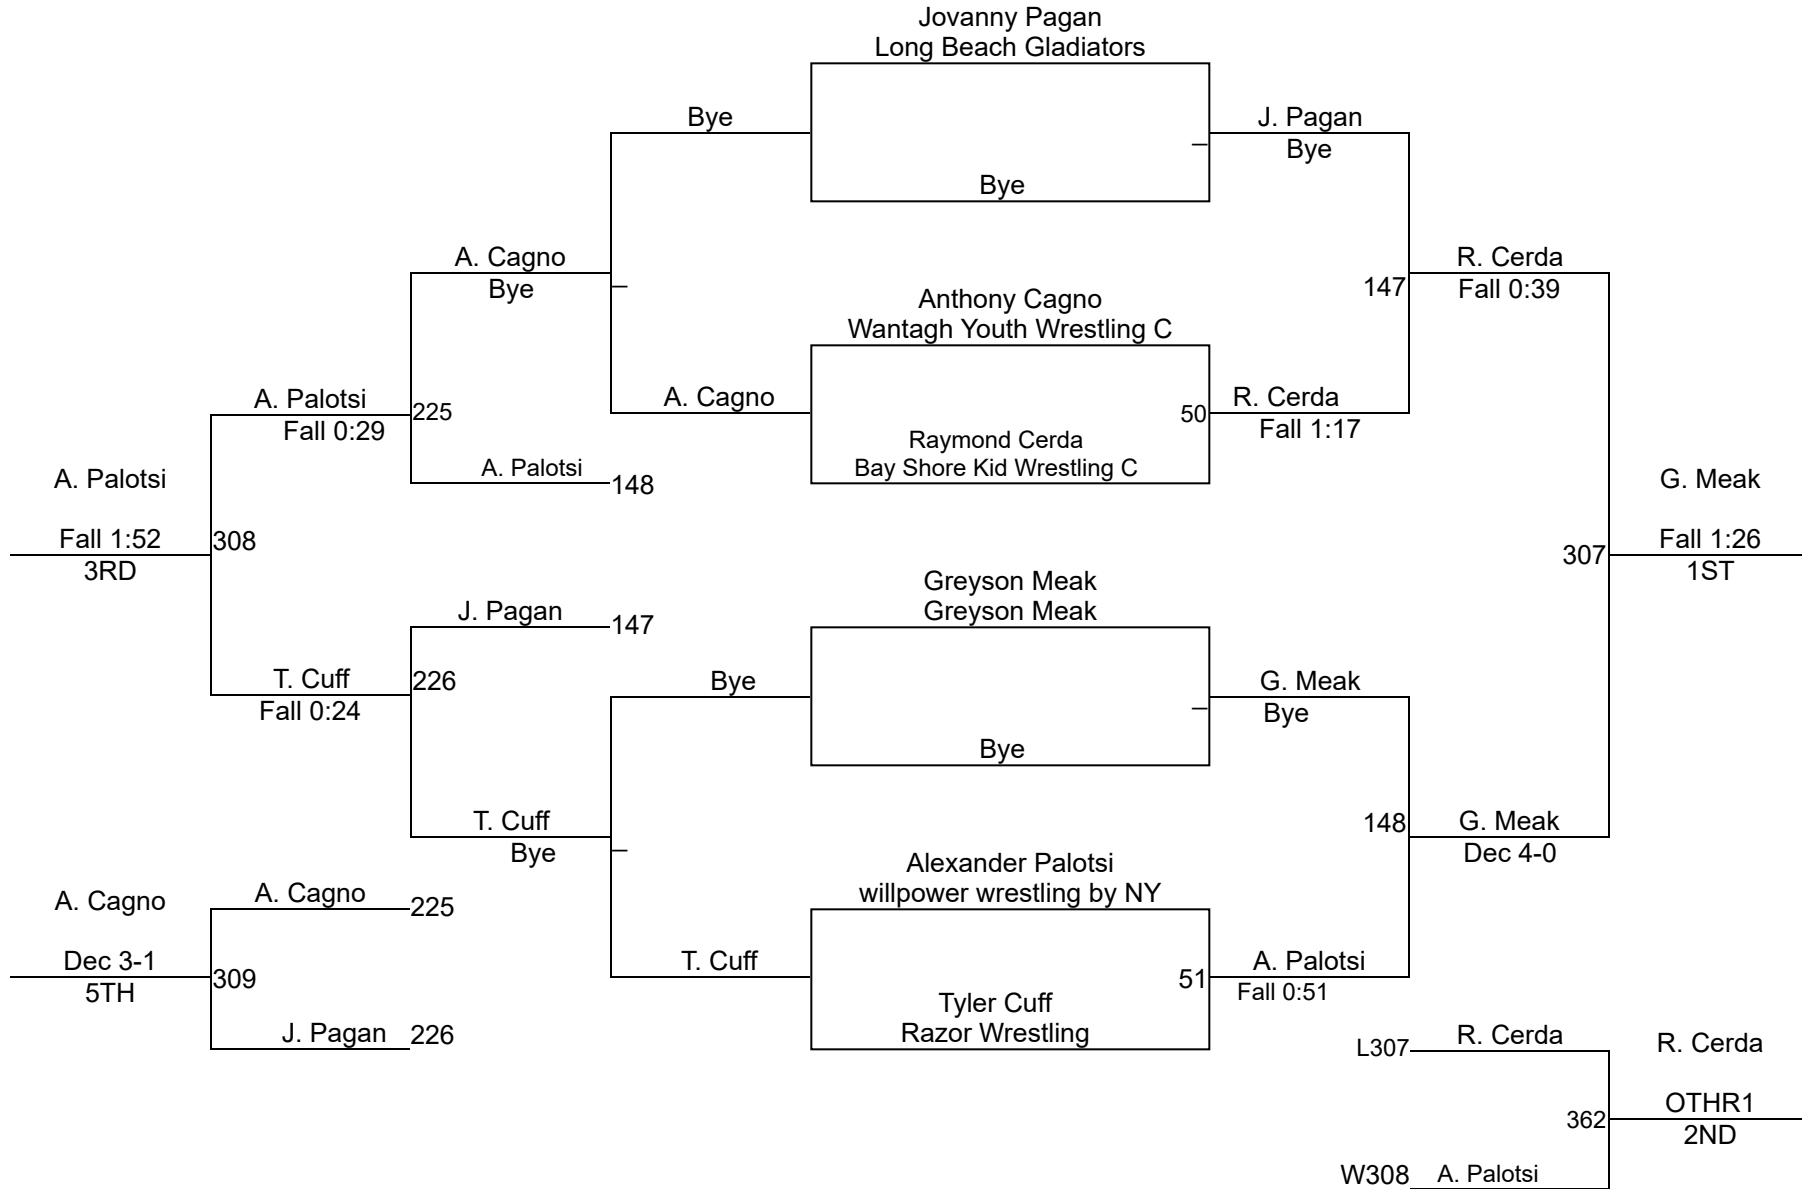 Jovanny Pagan
Long Beach Gladiators
Bye
J. Pagan
Bye
Bye
A. Cagno
Bye
R. Cerda
Fall 0:39
147
Anthony Cagno
Wantagh Youth Wrestling C
A. Cagno
50
R. Cerda
Fall 1:17
Raymond Cerda
Bay Shore Kid Wrestling C
A. Palotsi
Fall 0:29
225
A. Palotsi
148
A. Palotsi
Fall 1:52
3RD
308
G. Meak
Fall 1:26
1ST
307
Greyson Meak
Greyson Meak
J. Pagan
147
T. Cuff
Fall 0:24
226
Bye
G. Meak
Bye
Bye
T. Cuff
Bye
148
G. Meak
Dec 4-0
Alexander Palotsi
willpower wrestling by NY
A. Cagno
Dec 3-1
5TH
A. Cagno
225
309
J. Pagan
226
T. Cuff
51
A. Palotsi
Fall 0:51
Tyler Cuff
Razor Wrestling
L307
R. Cerda
R. Cerda
OTHR1
2ND
362
W308
A. Palotsi